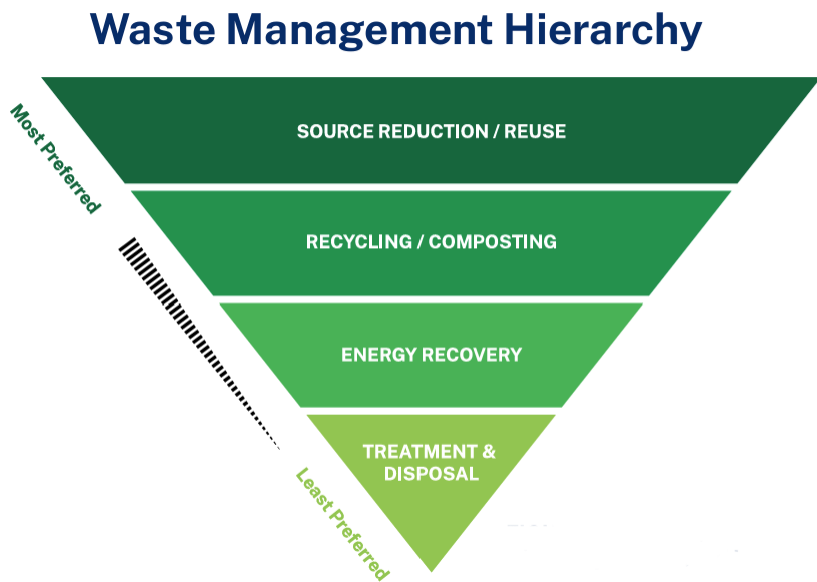 Waste Management Hierarchy
Most Preferred
SOURCE REDUCTION / REUSE
RECYCLING / COMPOSTING
ENERGY RECOVERY
TREATMENT &
DISPOSAL
Least Preferred